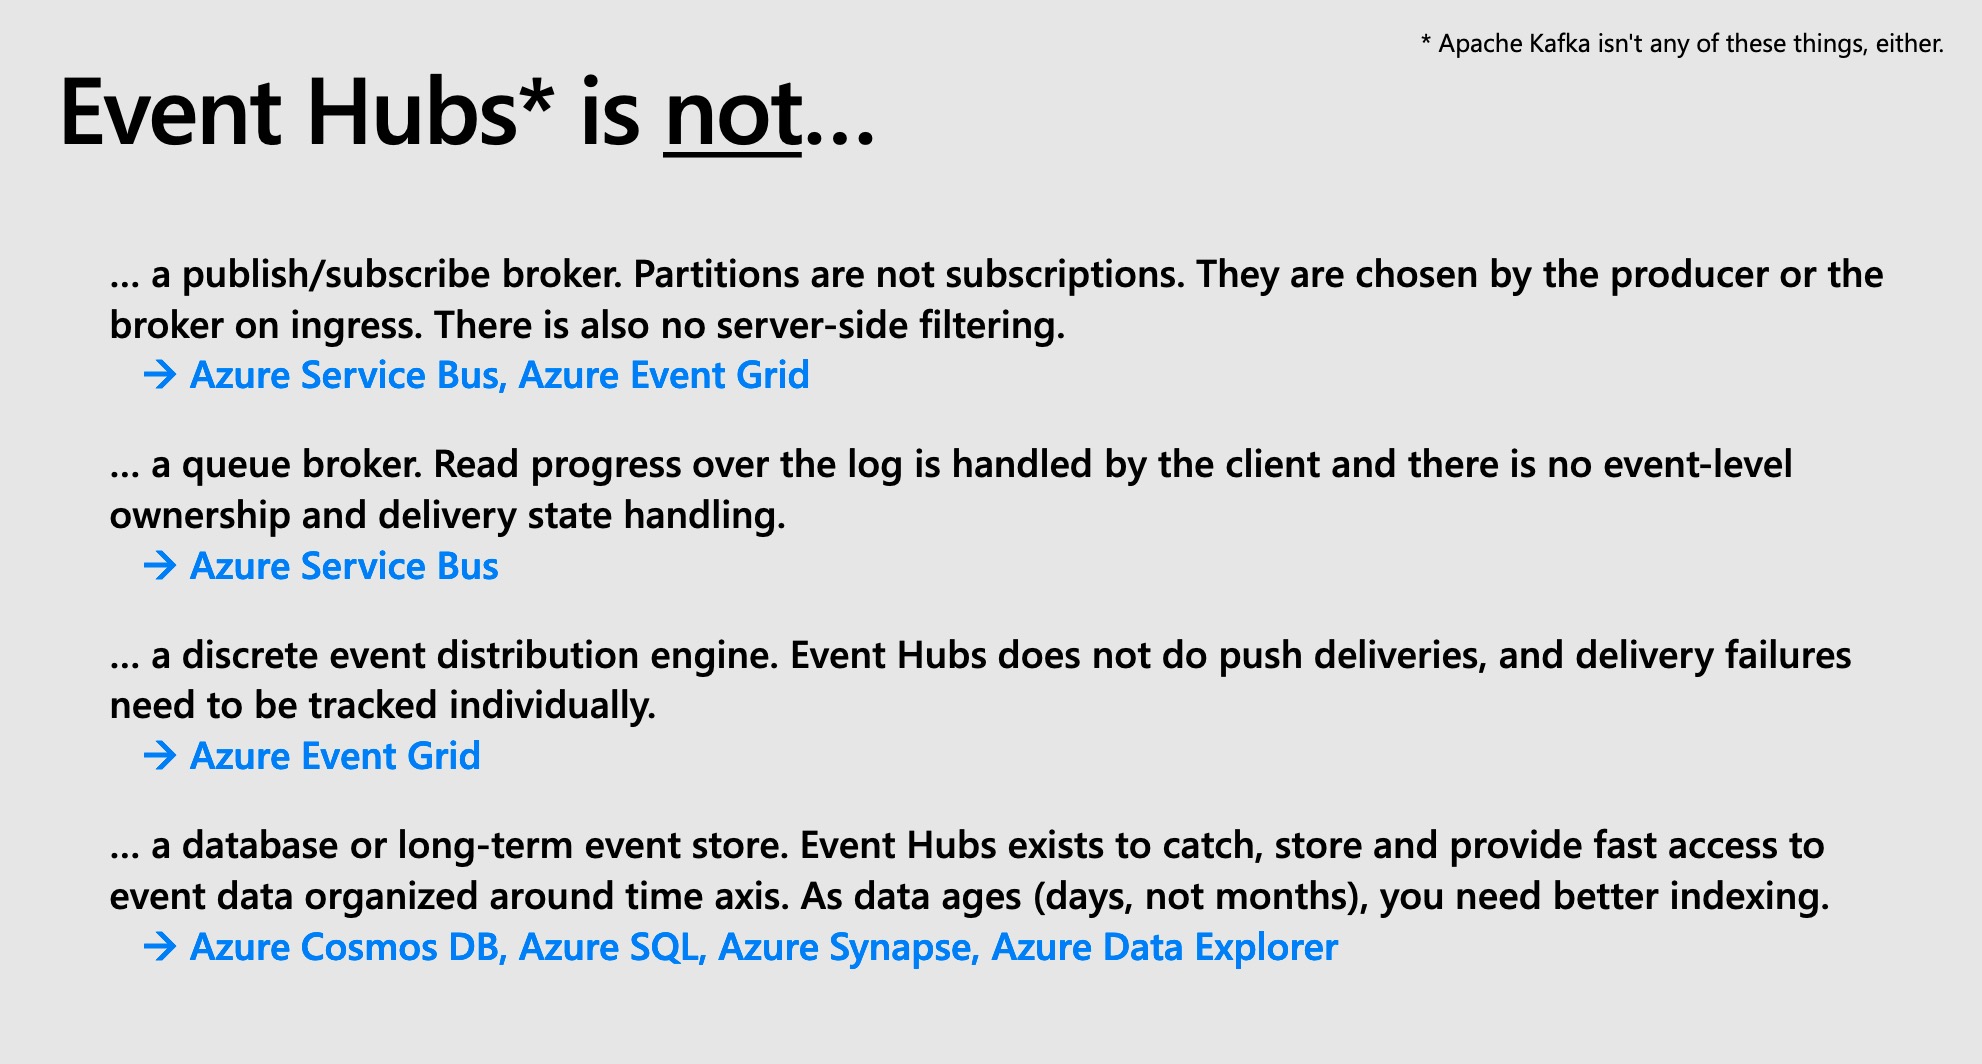 * Apache Kafka isn't any of these things, either.
Event Hubs* is not...
... a publish/subscribe broker. Partitions are not subscriptions. They are chosen by the producer or the
broker on ingress. There is also no server-side filtering.
→ Azure Service Bus, Azure Event Grid
... a queue broker. Read progress over the log is handled by the client and there is no event-level
ownership and delivery state handling.
→ Azure Service Bus
... a discrete event distribution engine. Event Hubs does not do push deliveries, and delivery failures
need to be tracked individually.
→ Azure Event Grid
... a database or long-term event store. Event Hubs exists to catch, store and provide fast access to
event data organized around time axis. As data ages (days, not months), you need better indexing.
→ Azure Cosmos DB, Azure SQL, Azure Synapse, Azure Data Explorer